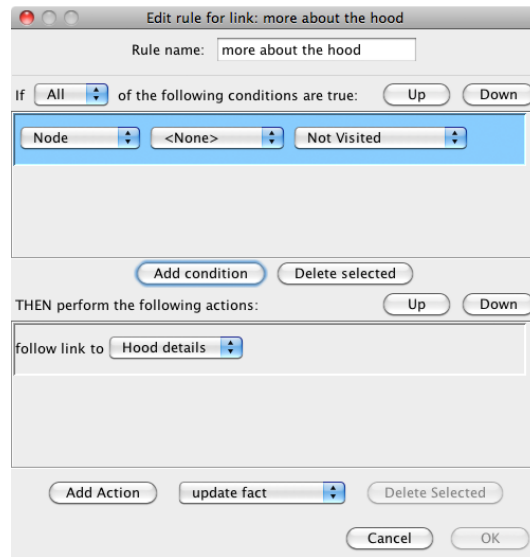 Edit rule for link: more about the hood
Rule name: more about the hood
If All of the following conditions are true: Up Down
Node <None> Not Visited
Add condition Delete selected
THEN perform the following actions: Up Down
follow link to Hood details
Add Action update fact Delete Selected
Cancel OK